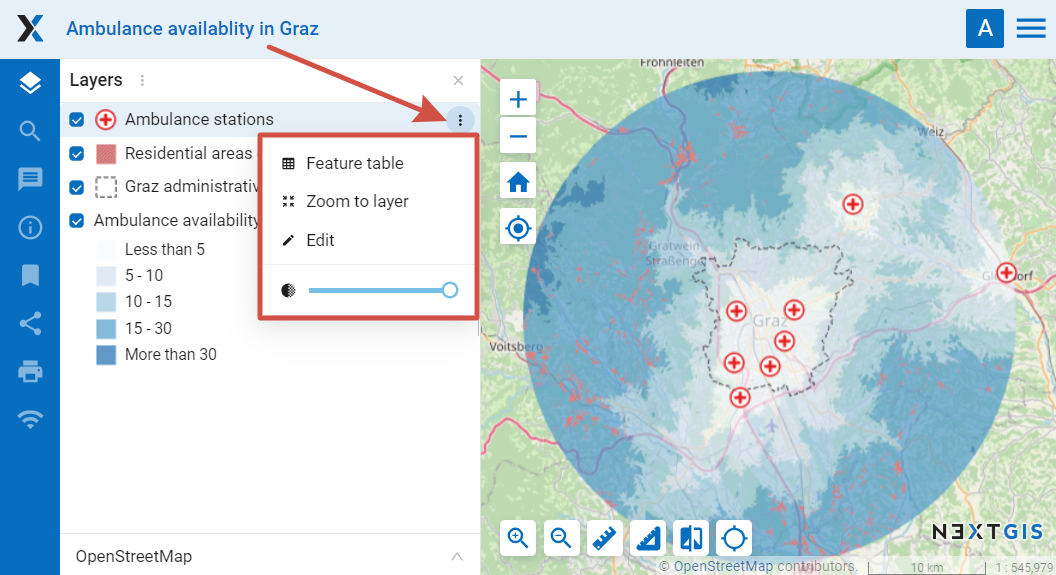 Ambulance availablity in Graz
A
Layers
Ambulance stations
Residential areas
Graz administrativ
Ambulance availability
Less than 5
5 - 10
10 - 15
15 - 30
More than 30
Feature table
Zoom to layer
Edit
OpenStreetMap
Frohnleiten
Weiz
Gratwein
Straßengel
Graz
Voitsberg
NEXTGIS
© OpenStreetMap contributors.
10 km
1 : 545,979